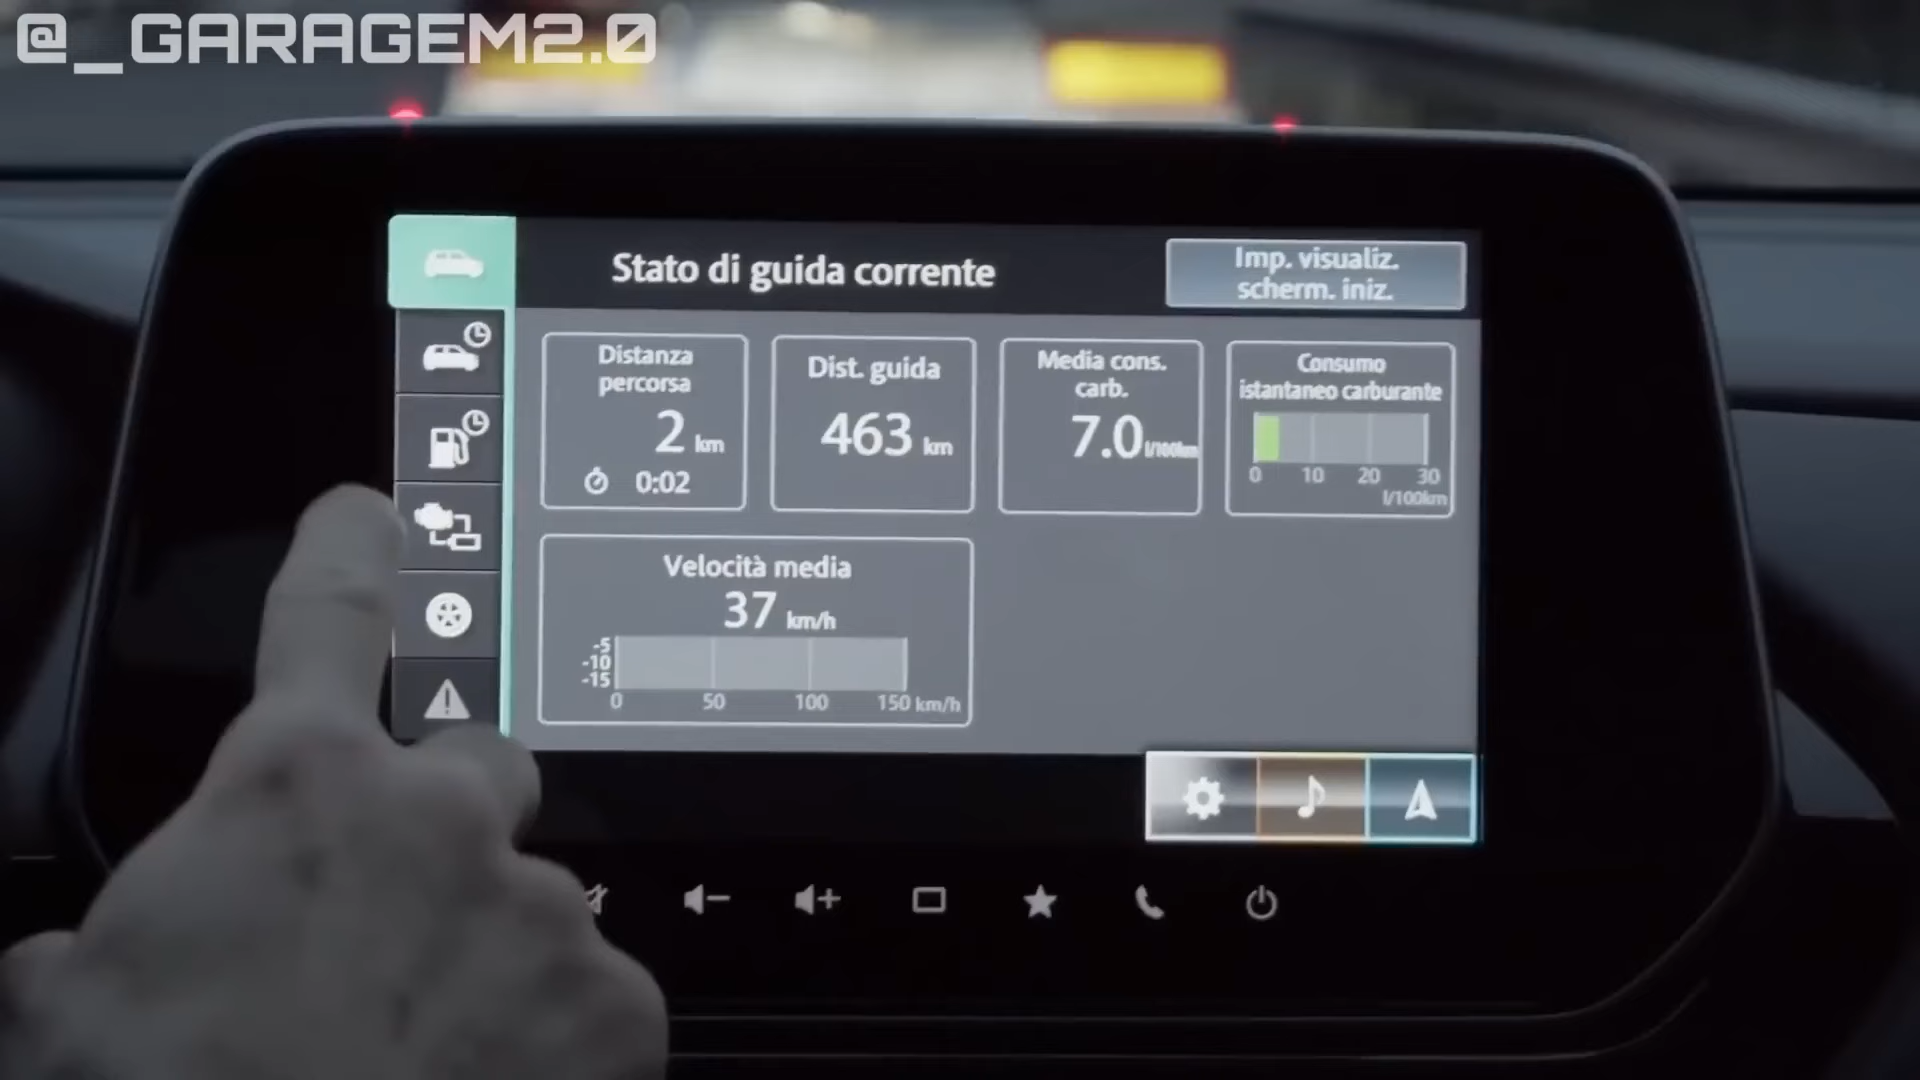 @_GARAGEM2.0
Stato di guida corrente
Imp. visualiz.
scherm. iniz.
Distanza
percorsa
2 km
0:02
Dist. guida
463 km
Media cons.
carb.
7.0 l/100km
Consumo
istantaneo carburante
0 10 20 30
l/100km
Velocità media
37 km/h
-5
-10
-15
0 50 100 150 km/h